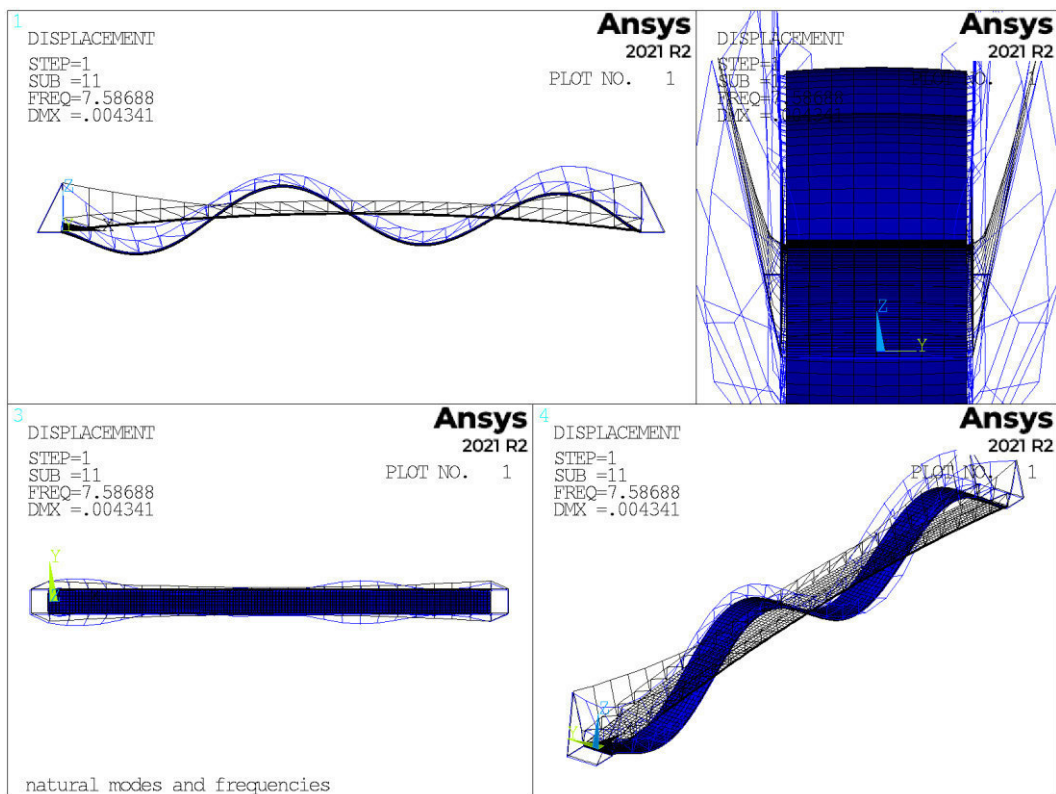 1
DISPLACEMENT
STEP=1
SUB =11
FREQ=7.58688
DMX =.004341
Ansys
2021 R2
PLOT NO. 1
Z
X
DISPLACEMENT
Ansys
2021 R2
Z
Y
3
DISPLACEMENT
STEP=1
SUB =11
FREQ=7.58688
DMX =.004341
Ansys
2021 R2
PLOT NO. 1
Y
natural modes and frequencies
4
DISPLACEMENT
STEP=1
SUB =11
FREQ=7.58688
DMX =.004341
Ansys
2021 R2
PLOT NO. 1
Z
Y